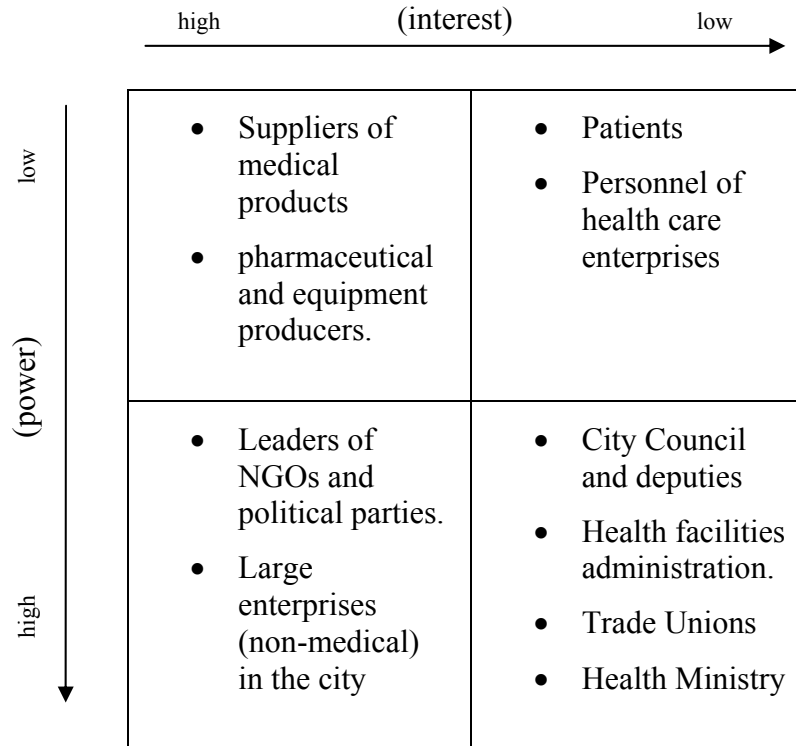 high (interest) low
low
(power)
high
• Suppliers of
medical
products
• pharmaceutical
and equipment
producers.
• Patients
• Personnel of
health care
enterprises
• Leaders of
NGOs and
political parties.
• Large
enterprises
(non-medical)
in the city
• City Council
and deputies
• Health facilities
administration.
• Trade Unions
• Health Ministry